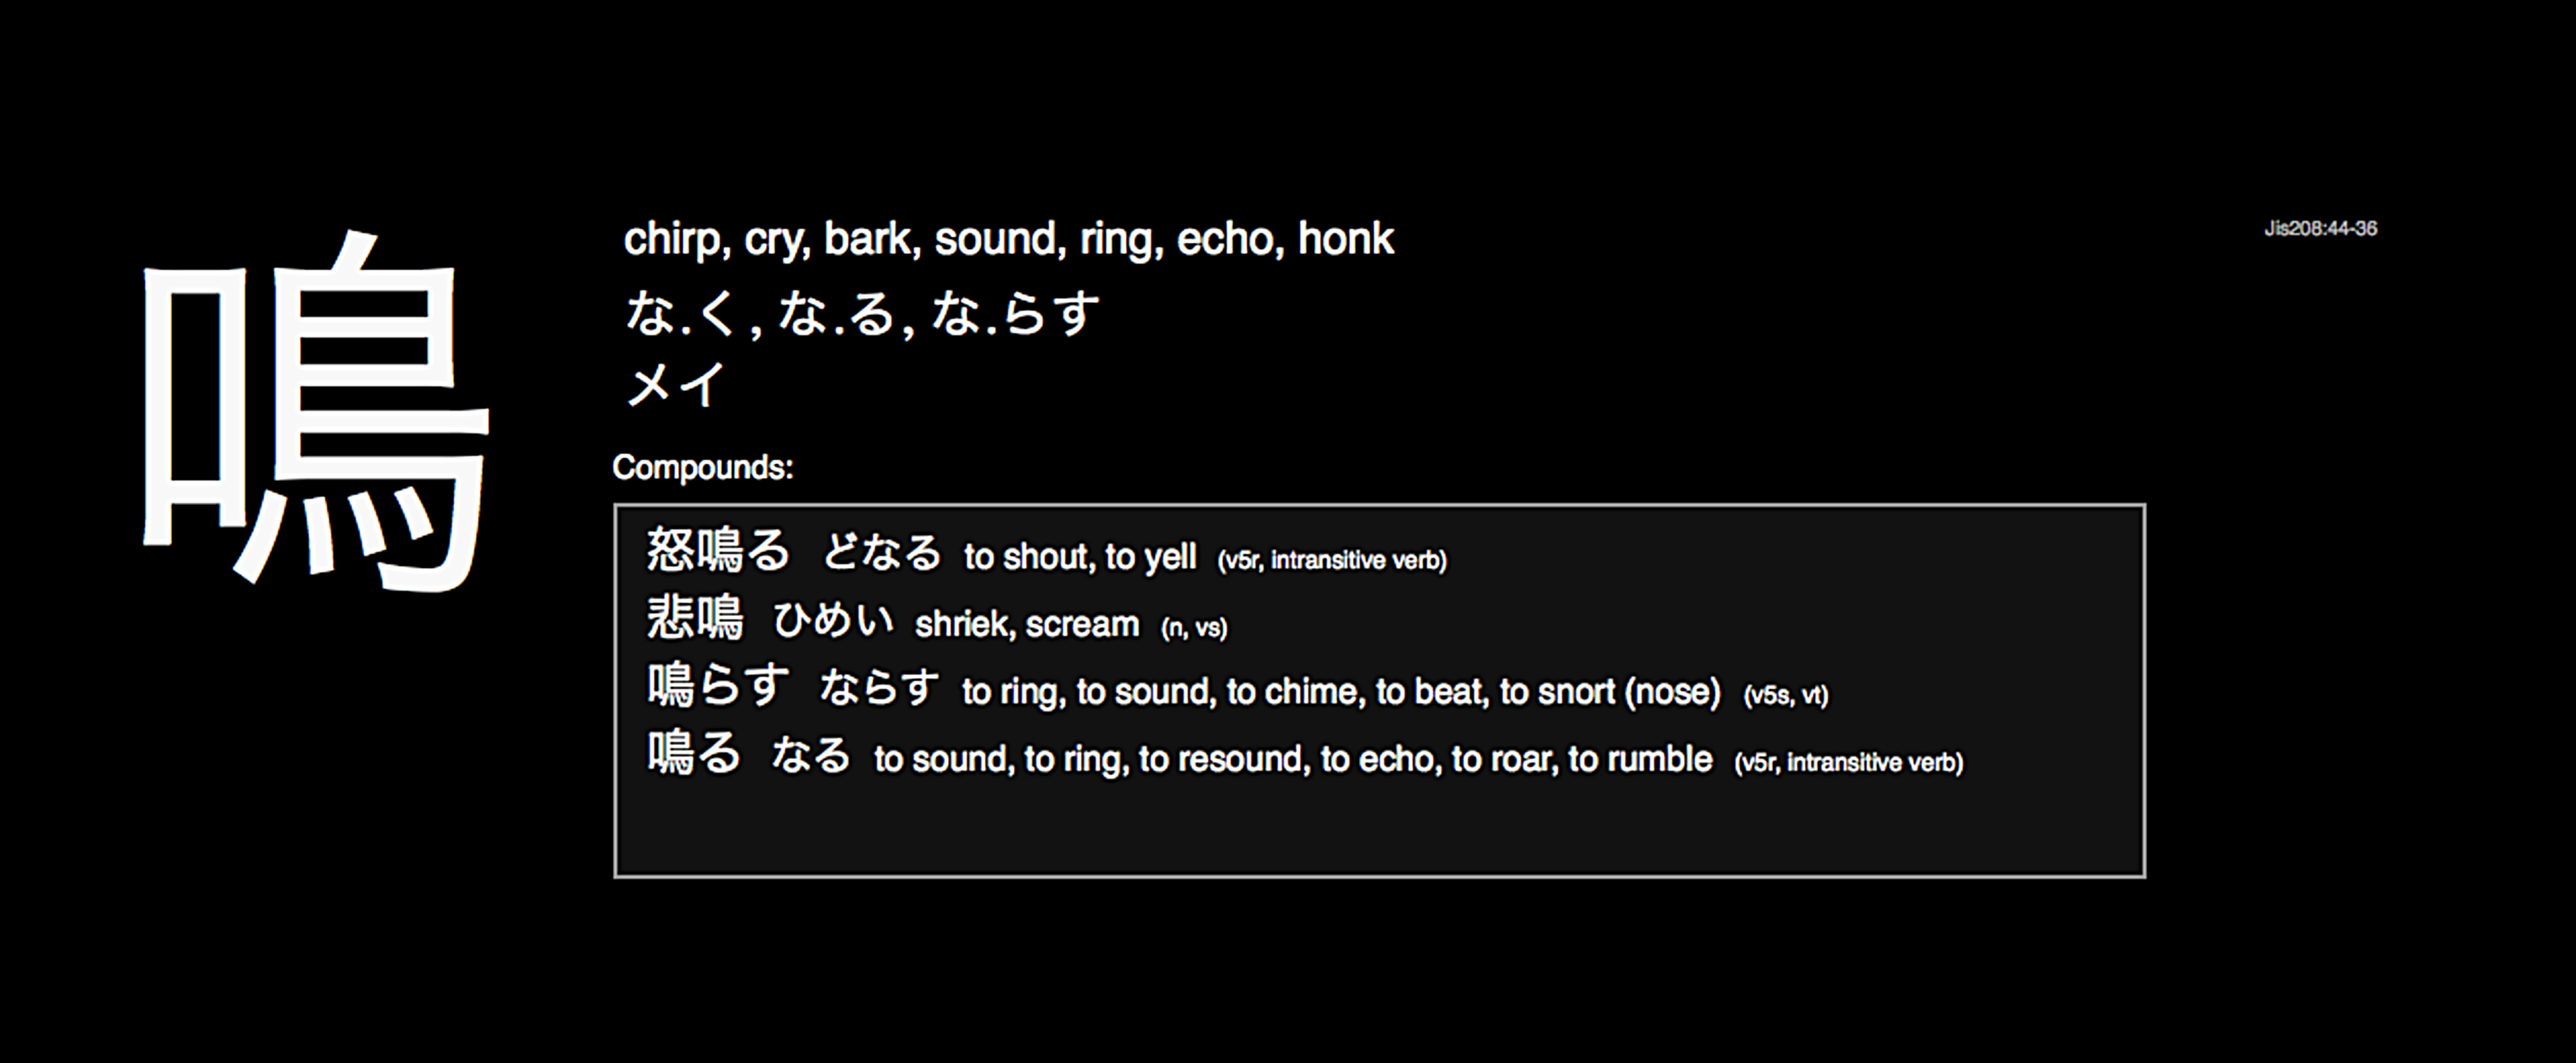 鳴
chirp, cry, bark, sound, ring, echo, honk
Jis208:44-36
な.く, な.る, な.らす
メイ
Compounds:
怒鳴る どなる to shout, to yell (v5r, intransitive verb)
悲鳴 ひめい shriek, scream (n, vs)
鳴らす ならす to ring, to sound, to chime, to beat, to snort (nose) (v5s, vt)
鳴る なる to sound, to ring, to resound, to echo, to roar, to rumble (v5r, intransitive verb)